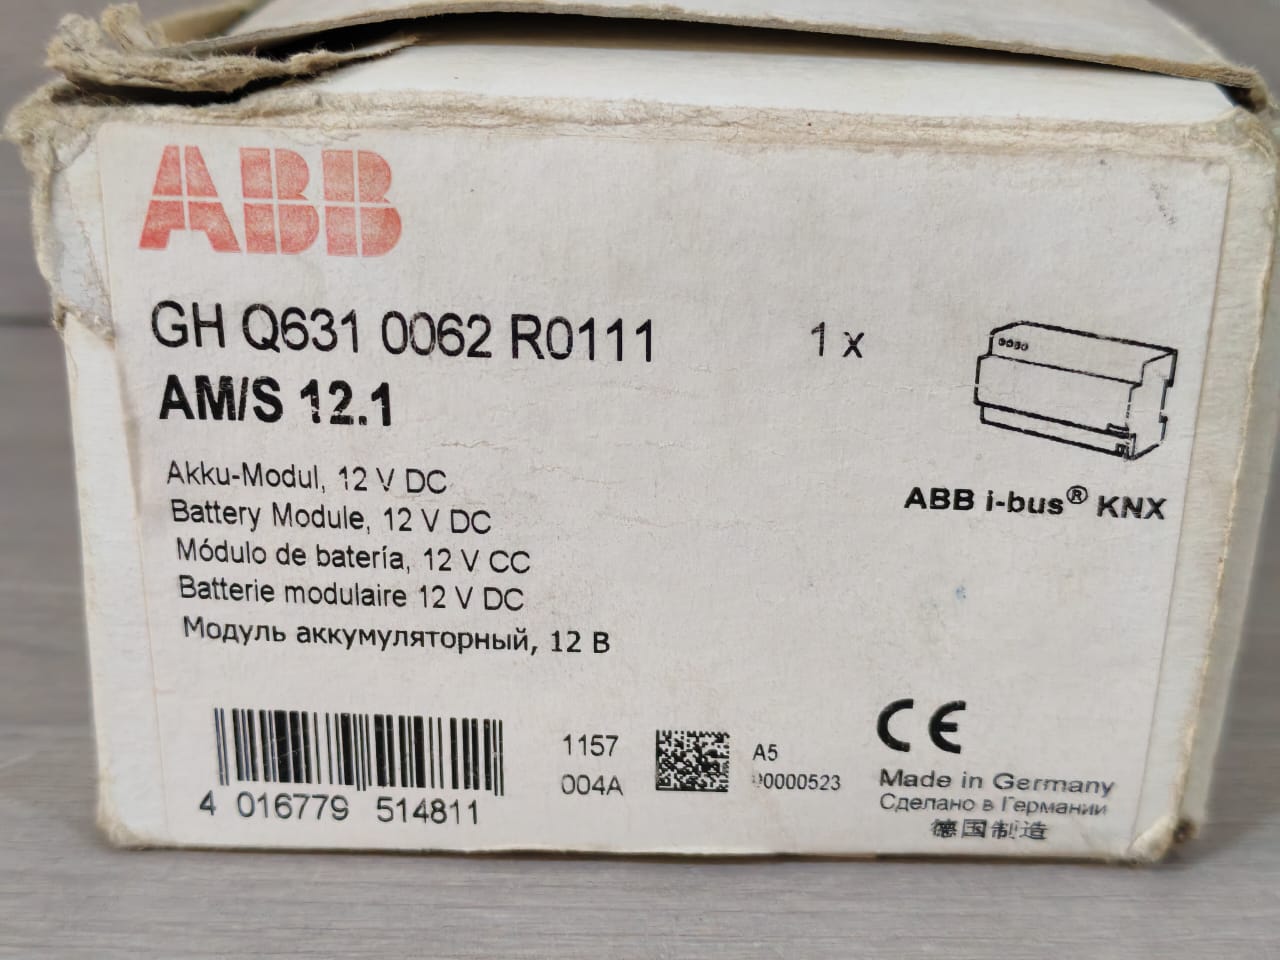 ABB
GH Q631 0062 R0111
1 x
AM/S 12.1
ABB i-bus® KNX
Akku-Modul, 12 V DC
Battery Module, 12 V DC
Módulo de batería, 12 V CC
Batterie modulaire 12 V DC
Модуль аккумуляторный, 12 В
4 016779 514811
1157
004A
A5
CE
Made in Germany
Сделано в Германии
德国制造